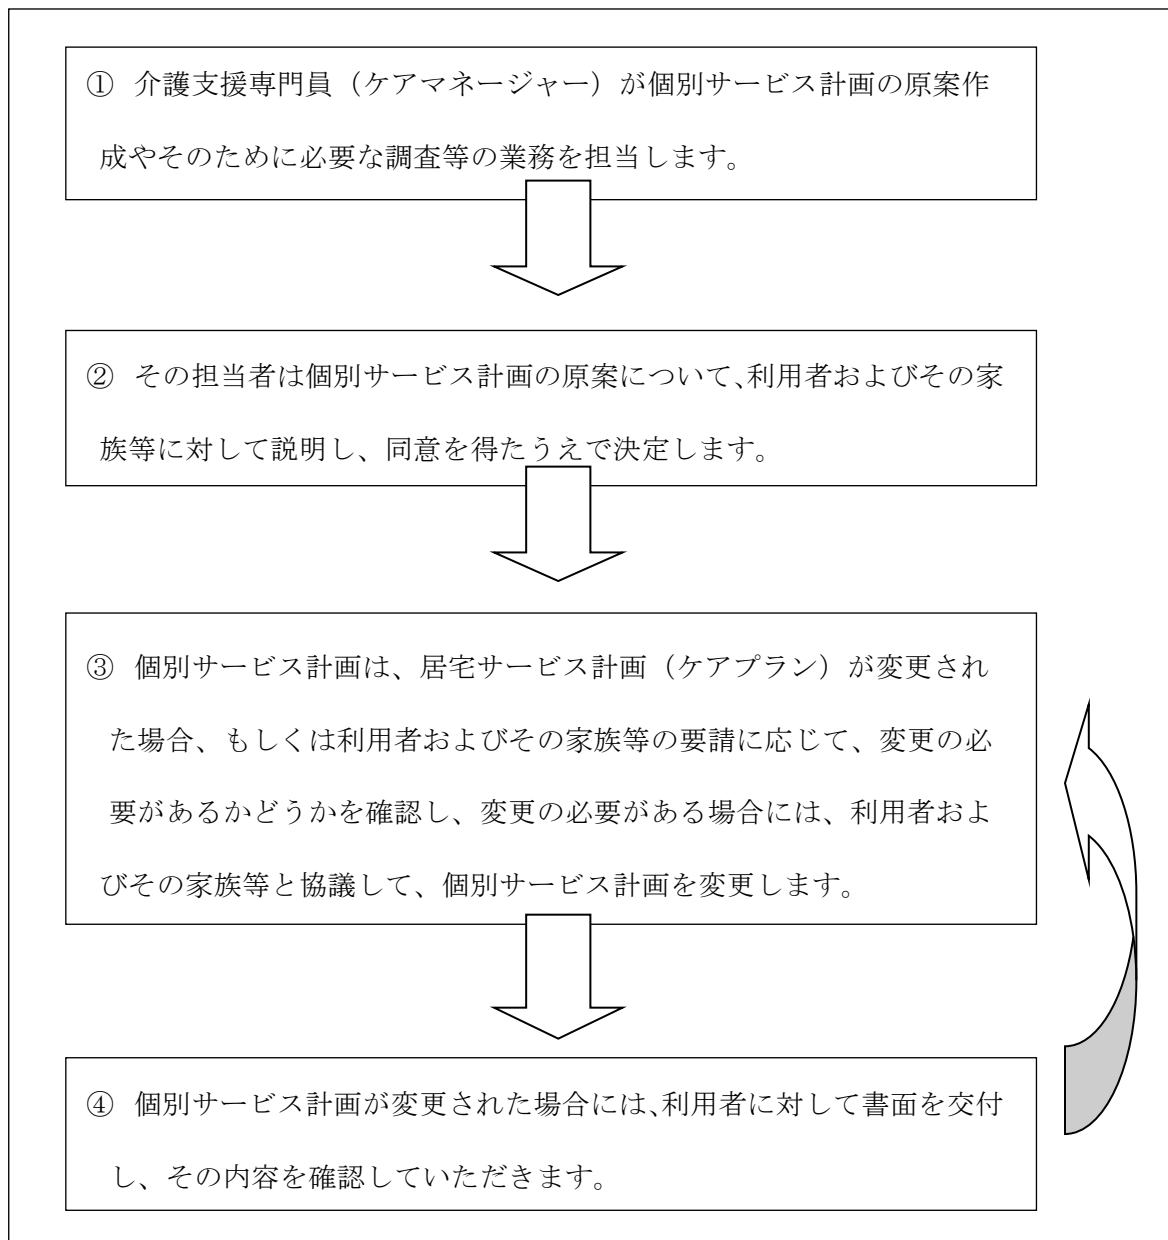 ① 介護支援専門員（ケアマネージャー）が個別サービス計画の原案作
成やそのために必要な調査等の業務を担当します。
② その担当者は個別サービス計画の原案について、利用者およびその家
族等に対して説明し、同意を得たうえで決定します。
③ 個別サービス計画は、居宅サービス計画（ケアプラン）が変更され
た場合、もしくは利用者およびその家族等の要請に応じて、変更の必
要があるかどうかを確認し、変更の必要がある場合には、利用者およ
びその家族等と協議して、個別サービス計画を変更します。
④ 個別サービス計画が変更された場合には、利用者に対して書面を交付
し、その内容を確認していただきます。